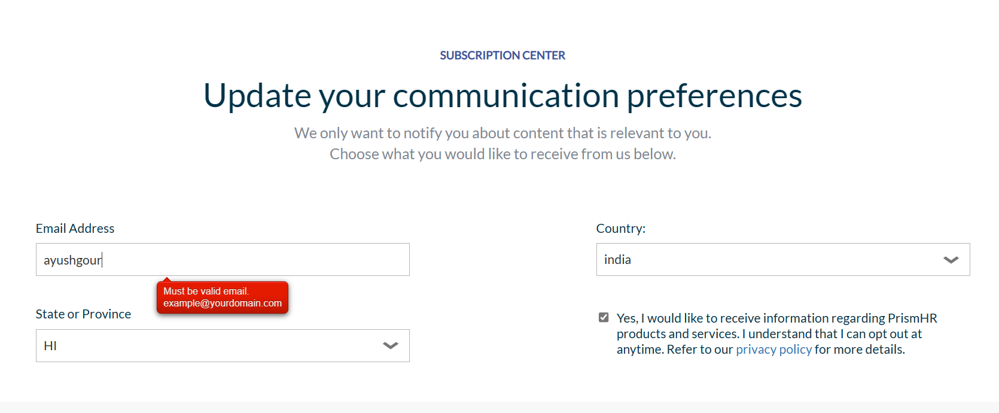 SUBSCRIPTION CENTER
Update your communication preferences
We only want to notify you about content that is relevant to you.
Choose what you would like to receive from us below.
Email Address
ayushgour
Must be valid email.
example@yourdomain.com
Country:
india
State or Province
HI
Yes, I would like to receive information regarding PrismHR
products and services. I understand that I can opt out at
anytime. Refer to our privacy policy for more details.